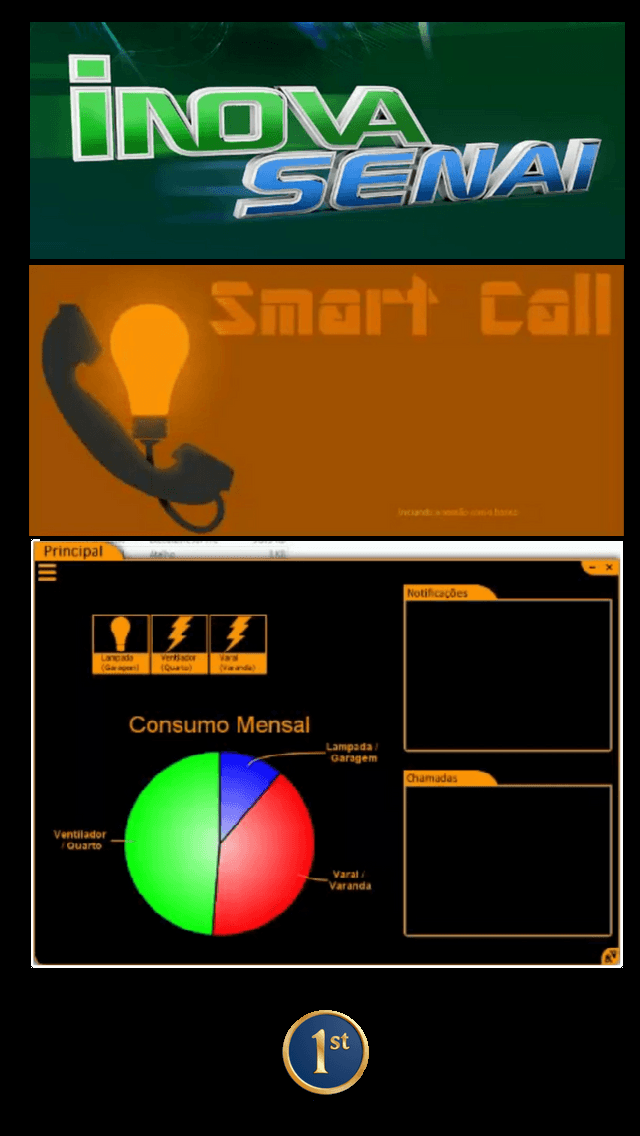 iNOVA
SENAI
Smart Call
Principal
Notificações
Lampada
(Garagem)
Ventilador
(Quarto)
Varal
(Varanda)
Consumo Mensal
Lampada /
Garagem
Ventilador
/ Quarto
Varal /
Varanda
Chamadas
1st